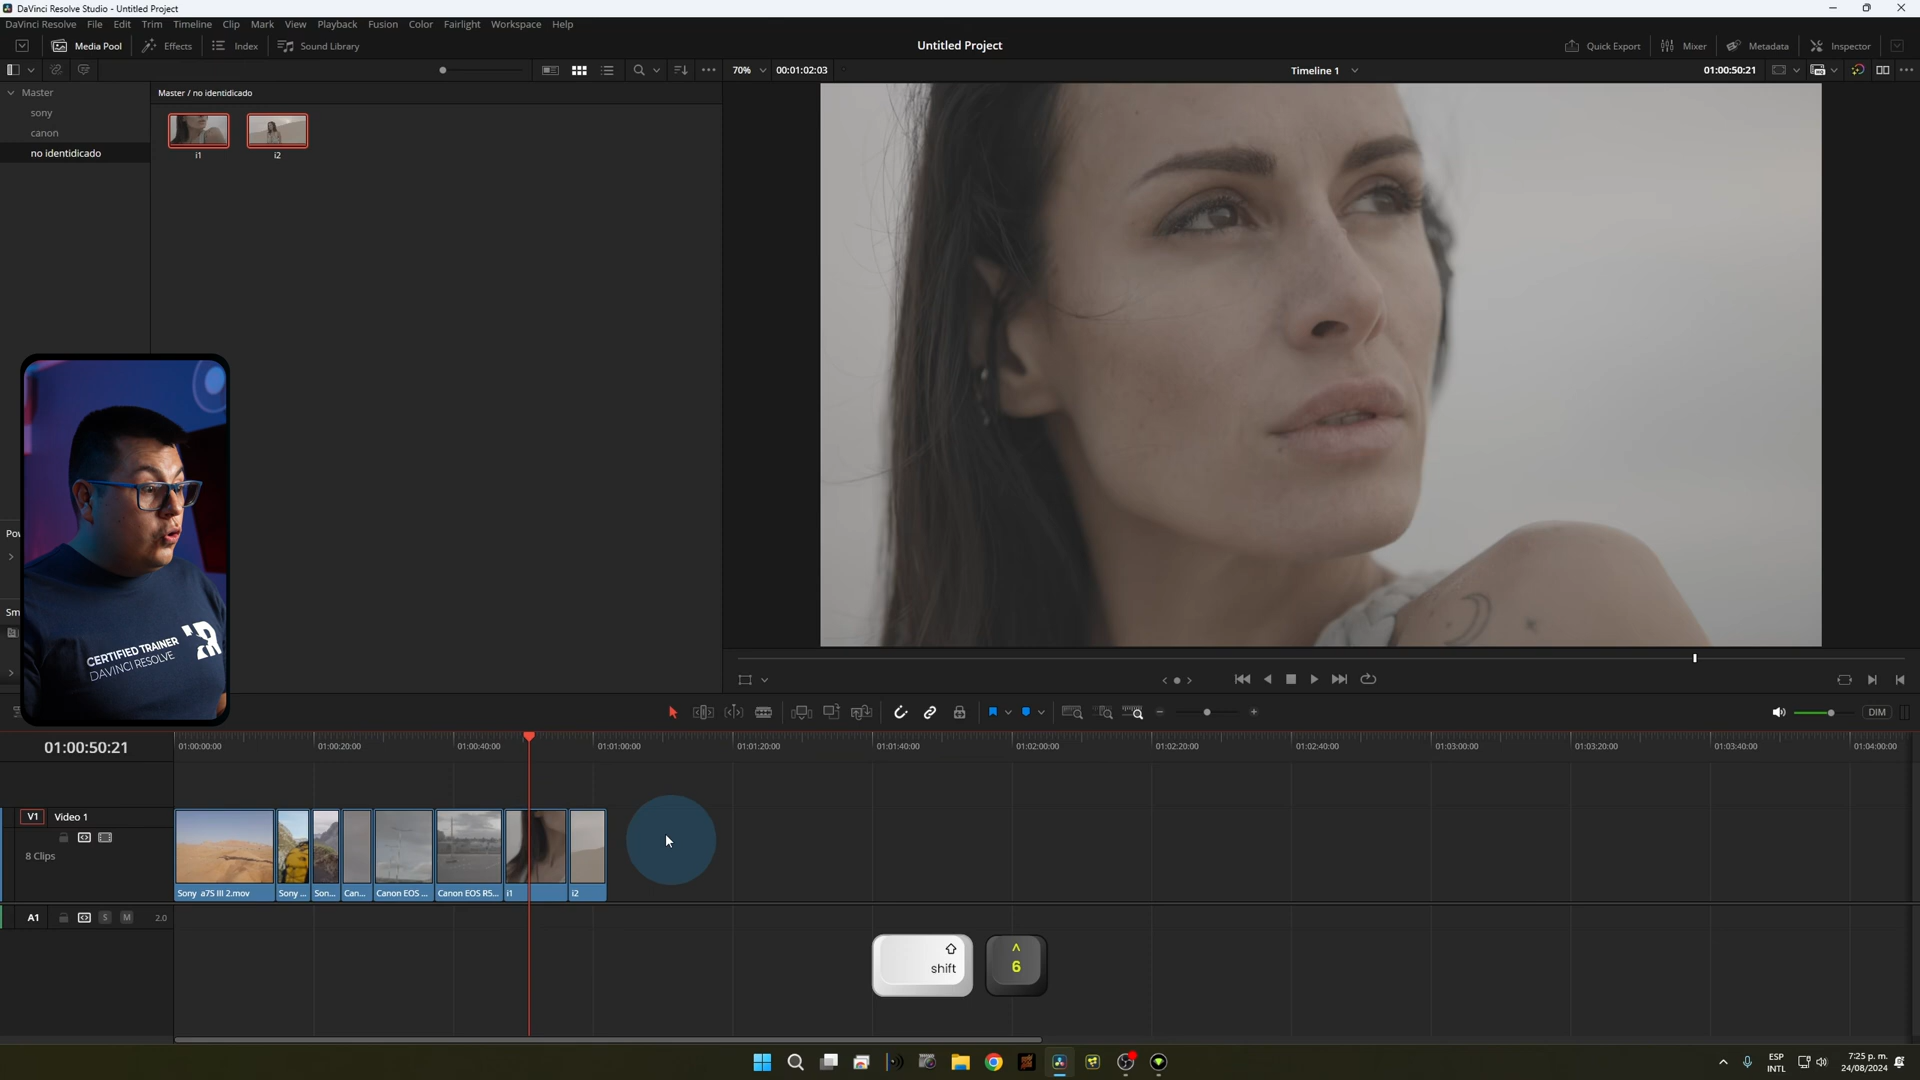 DaVinci Resolve Studio - Untitled Project
DaVinci Resolve File Edit Trim Timeline Clip Mark View Playback Fusion Color Fairlight Workspace Help
Media Pool Effects Index Sound Library Untitled Project Quick Export Mixer Metadata Inspector
70% 00:01:02:03 Timeline 1 01:00:50:21
Master
sony
canon
no identidicado
Master / no identidicado
i1 i2
Pow
Sm
CERTIFIED TRAINER
DAVINCI RESOLVE
DIM
01:00:50:21 01:00:00:00 01:00:20:00 01:00:40:00 01:01:00:00 01:01:20:00 01:01:40:00 01:02:00:00 01:02:20:00 01:02:40:00 01:03:00:00 01:03:20:00 01:03:40:00 01:04:00:00
V1 Video 1
8 Clips
Sony a7S III 2.mov Sony ... Son... Can... Canon EOS ... Canon EOS R5... i1 i2
A1 S M 2.0
shift
^
6
ESP
INTL
7:25 p. m.
24/08/2024